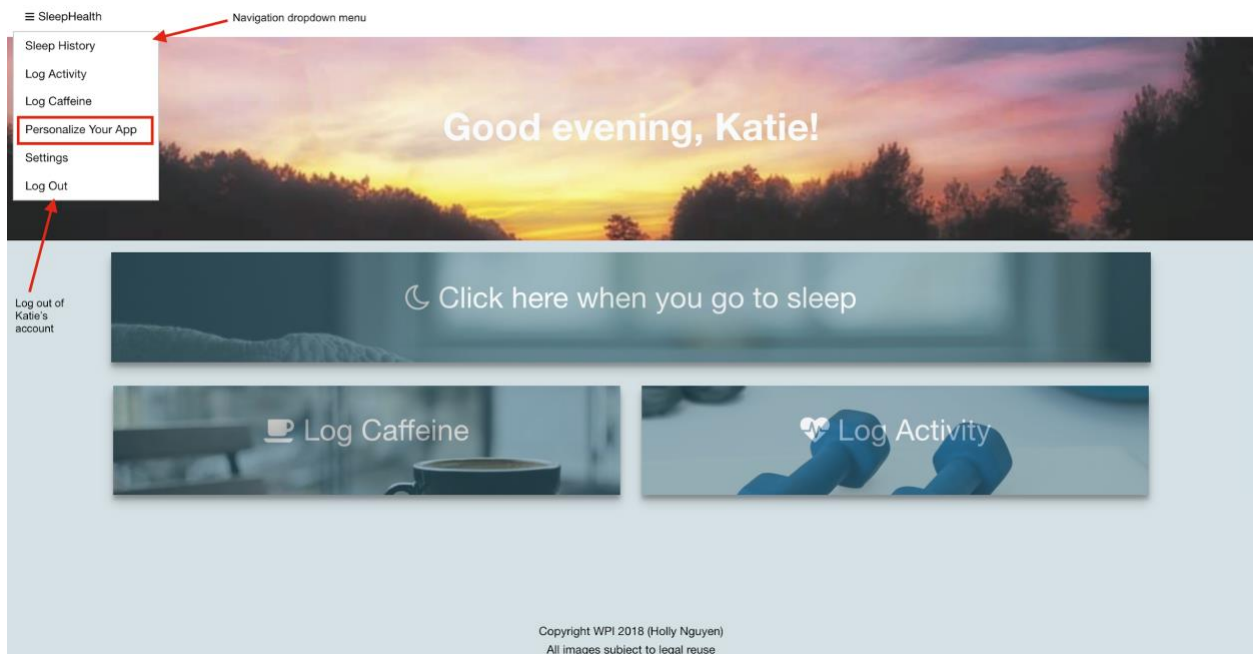 SleepHealth
Navigation dropdown menu
Sleep History
Log Activity
Log Caffeine
Personalize Your App
Settings
Log Out
Good evening, Katie!
Log out of
Katie's
account
Click here when you go to sleep
Log Caffeine
Log Activity
Copyright WPI 2018 (Holly Nguyen)
All images subject to legal reuse